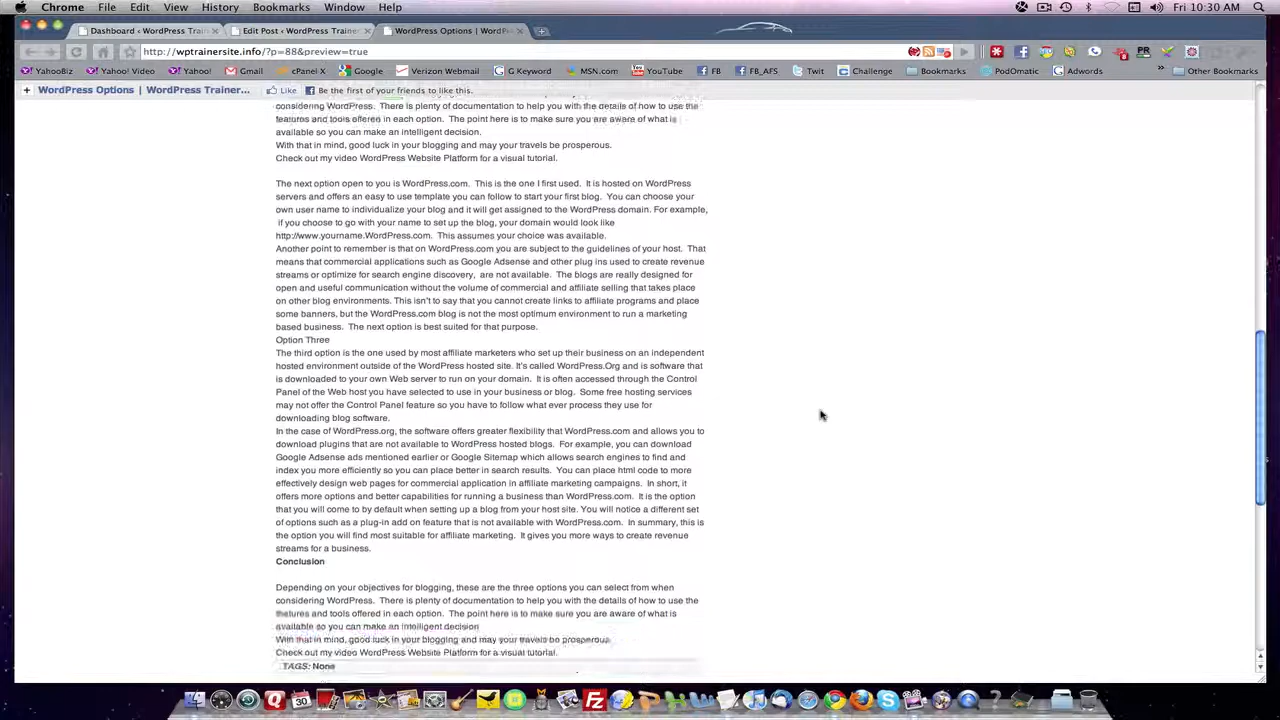 Chrome File Edit View History Bookmarks Window Help
Fri 10:30 AM
Dashboard ‹ WordPress Train
Edit Post ‹ WordPress Trainer
WordPress Options | WordPr
http://wptrainersite.info/?p=88&preview=true
YahooBiz Yahoo! Video Yahoo! Gmail cPanel X Google Verizon Webmail G Keyword MSN.com YouTube FB FB_AFS Twit Challenge Bookmarks PodOmatic Adwords » Other Bookmarks
+ WordPress Options | WordPress Trainer... Like Be the first of your friends to like this.
considering WordPress. There is plenty of documentation to help you with the details of how to use the
features and tools offered in each option. The point here is to make sure you are aware of what is
available so you can make an intelligent decision.
With that in mind, good luck in your blogging and may your travels be prosperous.
Check out my video WordPress Website Platform for a visual tutorial.
The next option open to you is WordPress.com. This is the one I first used. It is hosted on WordPress
servers and offers an easy to use template you can follow to start your first blog. You can choose your
own user name to individualize your blog and it will get assigned to the WordPress domain. For example,
if you choose to go with your name to set up the blog, your domain would look like
http://www.yourname.WordPress.com. This assumes your choice was available.
Another point to remember is that on WordPress.com you are subject to the guidelines of your host. That
means that commercial applications such as Google Adsense and other plug ins used to create revenue
streams or optimize for search engine discovery, are not available. The blogs are really designed for
open and useful communication without the volume of commercial and affiliate selling that takes place
on other blog environments. This isn't to say that you cannot create links to affiliate programs and place
some banners, but the WordPress.com blog is not the most optimum environment to run a marketing
based business. The next option is best suited for that purpose.
Option Three
The third option is the one used by most affiliate marketers who set up their business on an independent
hosted environment outside of the WordPress hosted site. It's called WordPress.Org and is software that
is downloaded to your own Web server to run on your domain. It is often accessed through the Control
Panel of the Web host you have selected to use in your business or blog. Some free hosting services
may not offer the Control Panel feature so you have to follow what ever process they use for
downloading blog software.
In the case of WordPress.org, the software offers greater flexibility that WordPress.com and allows you to
download plugins that are not available to WordPress hosted blogs. For example, you can download
Google Adsense ads mentioned earlier or Google Sitemap which allows search engines to find and
index you more efficiently so you can place better in search results. You can place html code to more
effectively design web pages for commercial application in affiliate marketing campaigns. In short, it
offers more options and better capabilities for running a business than WordPress.com. It is the option
that you will come to by default when setting up a blog from your host site. You will notice a different set
of options such as a plug-in add on feature that is not available with WordPress.com. In summary, this is
the option you will find most suitable for affiliate marketing. It gives you more ways to create revenue
streams for a business.
Conclusion
Depending on your objectives for blogging, these are the three options you can select from when
considering WordPress. There is plenty of documentation to help you with the details of how to use the
and tools offered in each option. The point here is to make sure you are aware of what is
available so you can make an intelligent decision
With that in mind, good luck in your blogging and may your travels be prosperous
Check out my video WordPress Website Platform for a visual tutorial.
TAGS: None